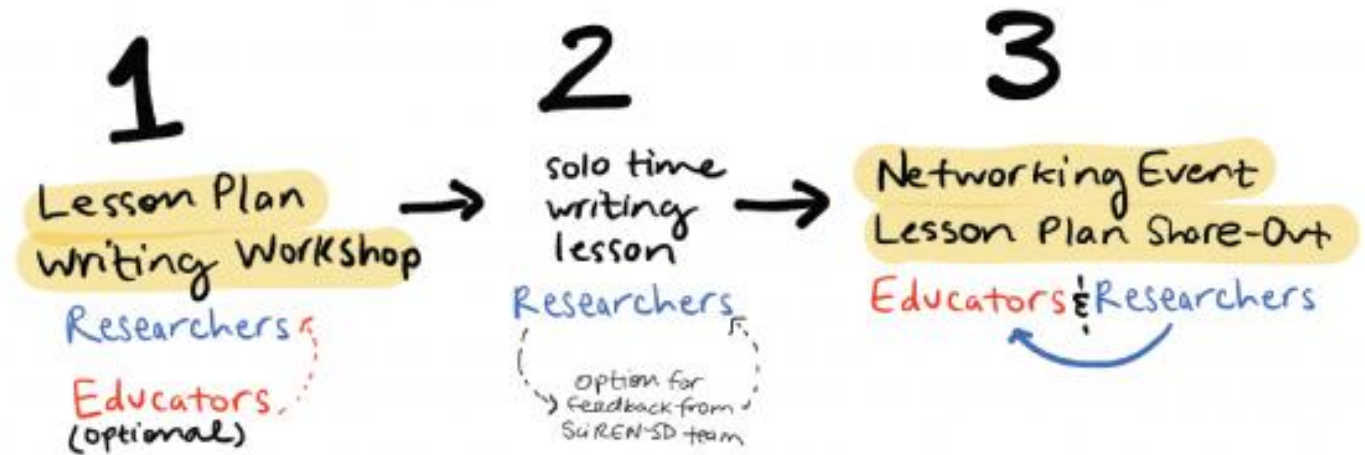 1
Lesson Plan
Writing Workshop
Researchers
Educators
(optional)
2
solo time
writing
lesson
Researchers
option for
feedback from
SciREN-SD team
3
Networking Event
Lesson Plan Share-Out
Educators & Researchers